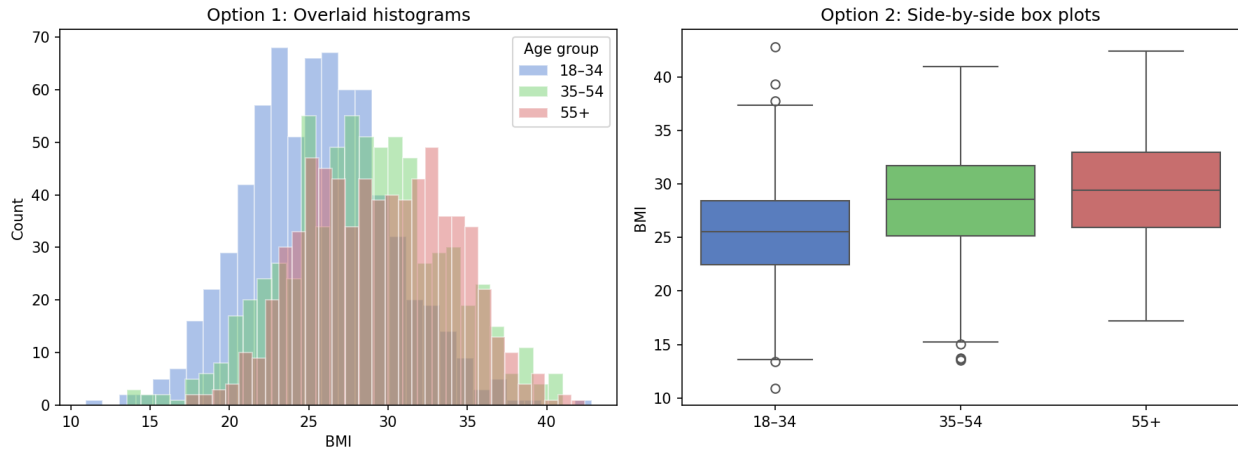 Option 1: Overlaid histograms
70
60
50
40
30
20
10
0
Count
10 15 20 25 30 35 40
BMI
Age group
18–34
35–54
55+
Option 2: Side-by-side box plots
40
35
30
25
20
15
10
BMI
18–34 35–54 55+